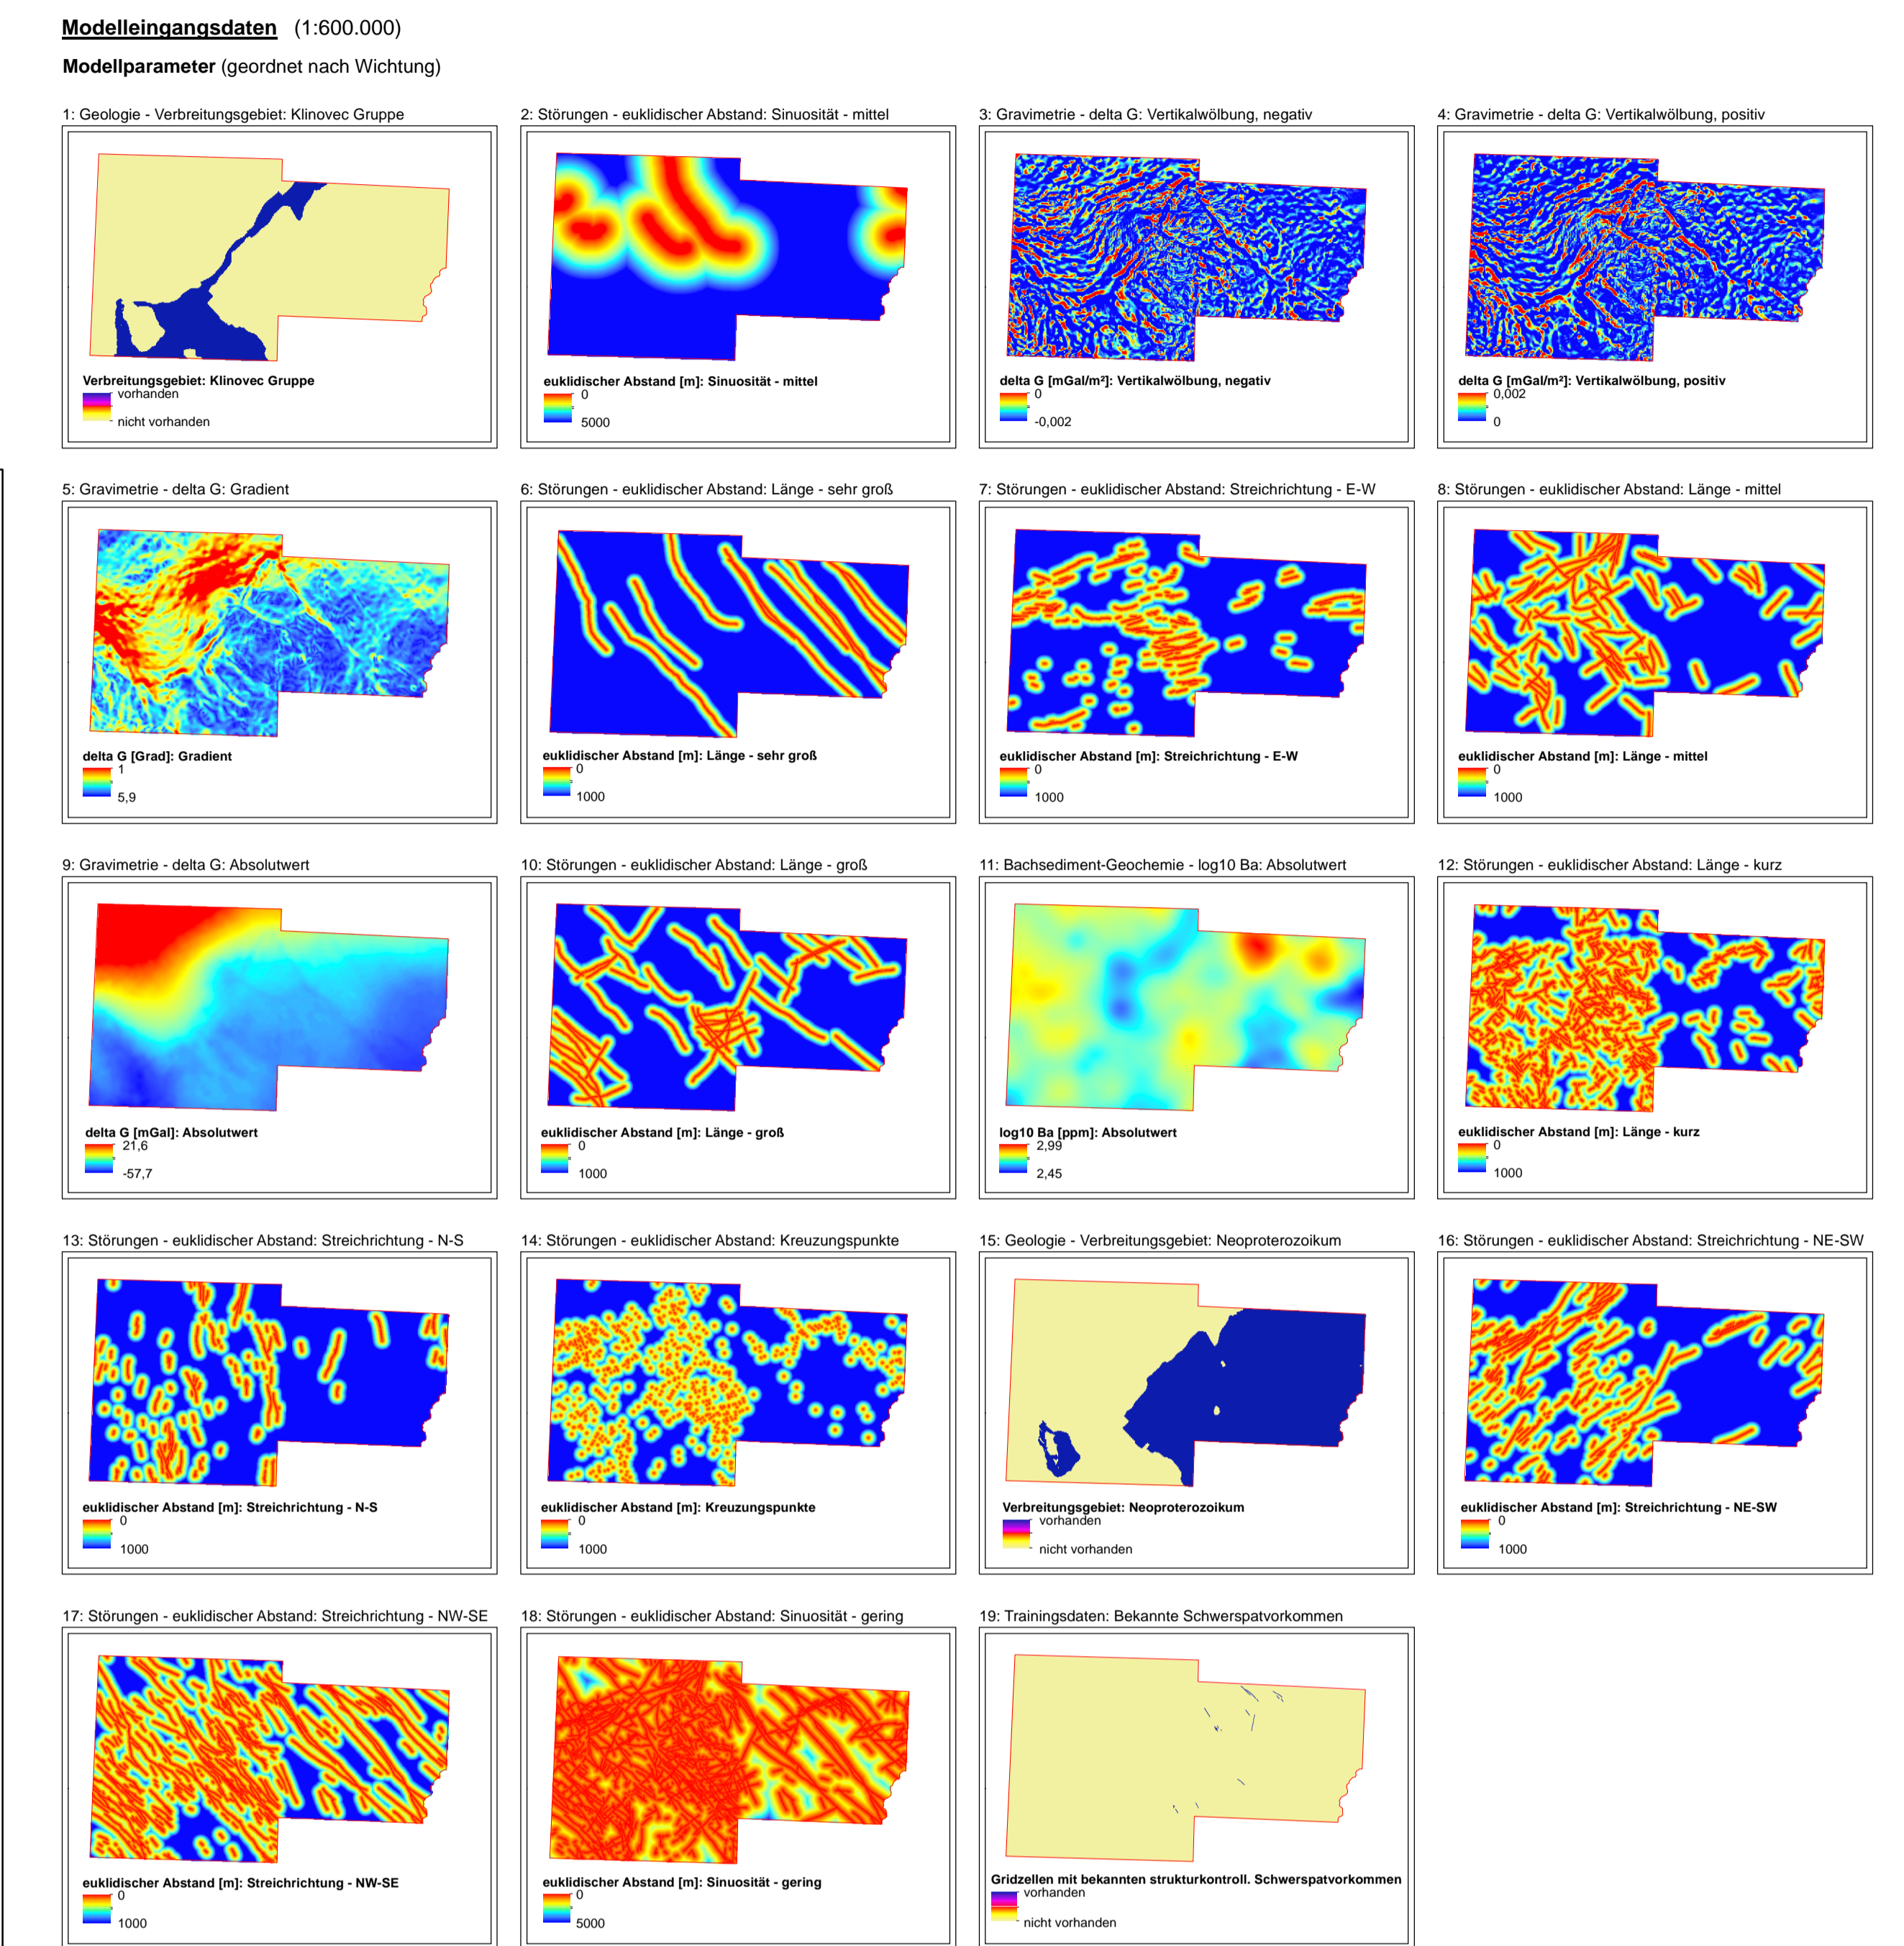 Modelleingangsdaten (1:600.000)
Modellparameter (geordnet nach Wichtung)
1: Geologie - Verbreitungsgebiet: Klinovec Gruppe
Verbreitungsgebiet: Klinovec Gruppe
vorhanden
nicht vorhanden
2: Störungen - euklidischer Abstand: Sinuosität - mittel
euklidischer Abstand [m]: Sinuosität - mittel
0
5000
3: Gravimetrie - delta G: Vertikalwölbung, negativ
delta G [mGal/m²]: Vertikalwölbung, negativ
0
-0,002
4: Gravimetrie - delta G: Vertikalwölbung, positiv
delta G [mGal/m²]: Vertikalwölbung, positiv
0,002
0
5: Gravimetrie - delta G: Gradient
delta G [Grad]: Gradient
1
5,9
6: Störungen - euklidischer Abstand: Länge - sehr groß
euklidischer Abstand [m]: Länge - sehr groß
0
1000
7: Störungen - euklidischer Abstand: Streichrichtung - E-W
euklidischer Abstand [m]: Streichrichtung - E-W
0
1000
8: Störungen - euklidischer Abstand: Länge - mittel
euklidischer Abstand [m]: Länge - mittel
0
1000
9: Gravimetrie - delta G: Absolutwert
delta G [mGal]: Absolutwert
21,6
-57,7
10: Störungen - euklidischer Abstand: Länge - groß
euklidischer Abstand [m]: Länge - groß
0
1000
11: Bachsediment-Geochemie - log10 Ba: Absolutwert
log10 Ba [ppm]: Absolutwert
2,99
2,45
12: Störungen - euklidischer Abstand: Länge - kurz
euklidischer Abstand [m]: Länge - kurz
0
1000
13: Störungen - euklidischer Abstand: Streichrichtung - N-S
euklidischer Abstand [m]: Streichrichtung - N-S
0
1000
14: Störungen - euklidischer Abstand: Kreuzungspunkte
euklidischer Abstand [m]: Kreuzungspunkte
0
1000
15: Geologie - Verbreitungsgebiet: Neoproterozoikum
Verbreitungsgebiet: Neoproterozoikum
vorhanden
nicht vorhanden
16: Störungen - euklidischer Abstand: Streichrichtung - NE-SW
euklidischer Abstand [m]: Streichrichtung - NE-SW
0
1000
17: Störungen - euklidischer Abstand: Streichrichtung - NW-SE
euklidischer Abstand [m]: Streichrichtung - NW-SE
0
1000
18: Störungen - euklidischer Abstand: Sinuosität - gering
euklidischer Abstand [m]: Sinuosität - gering
0
5000
19: Trainingsdaten: Bekannte Schwerspatvorkommen
Gridzellen mit bekannten strukturkontroll. Schwerspatvorkommen
vorhanden
nicht vorhanden